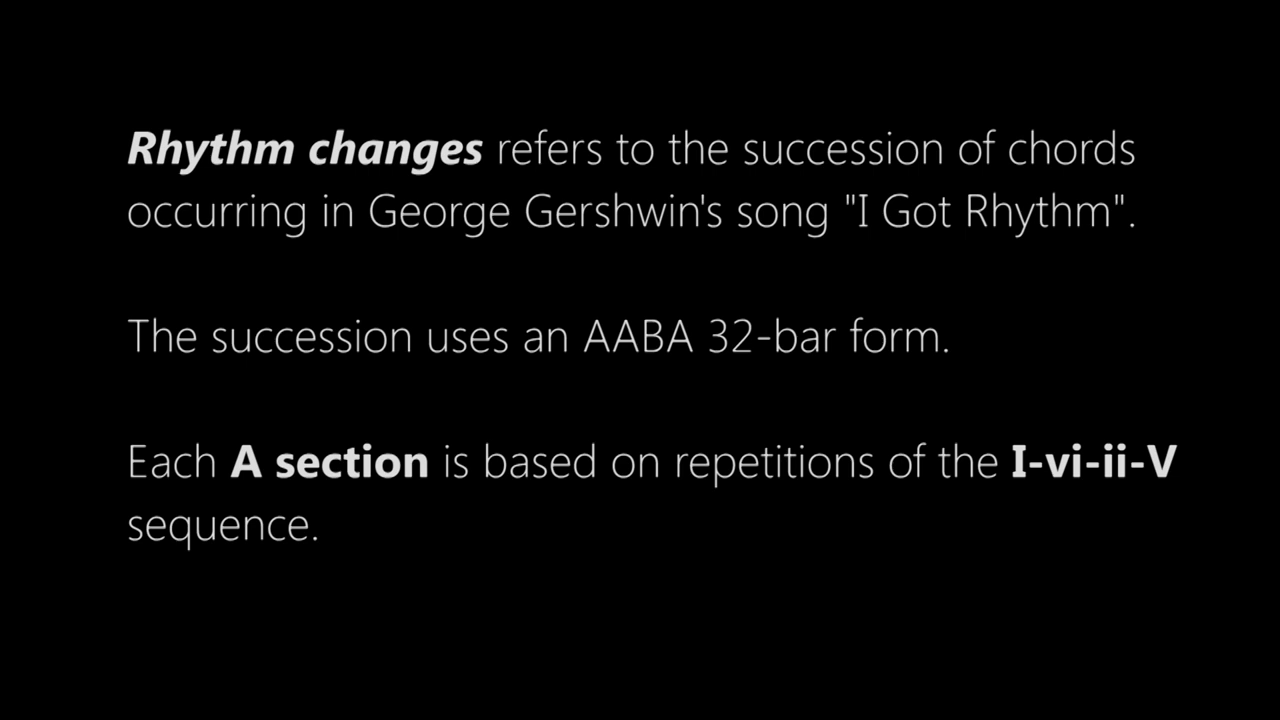 Rhythm changes refers to the succession of chords
occurring in George Gershwin's song "I Got Rhythm".
The succession uses an AABA 32-bar form.
Each A section is based on repetitions of the I-vi-ii-V
sequence.